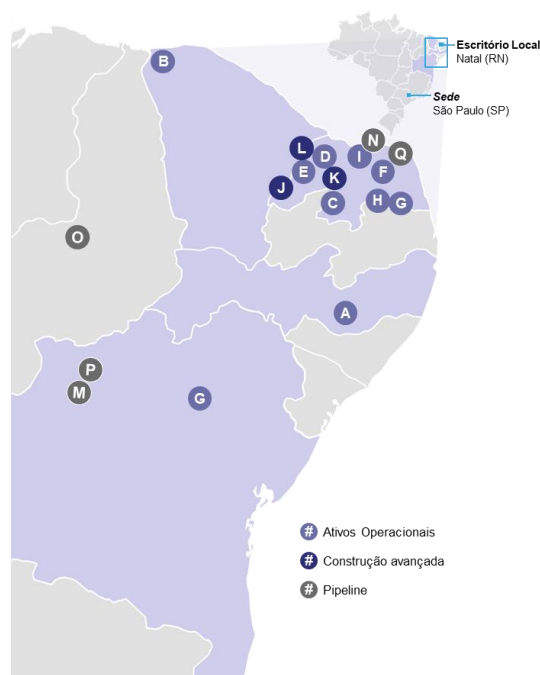 Escritório Local
Natal (RN)
Sede
São Paulo (SP)
B
N
L
D
I
Q
E
K
F
J
C
H
G
O
A
P
M
G
# Ativos Operacionais
# Construção avançada
# Pipeline